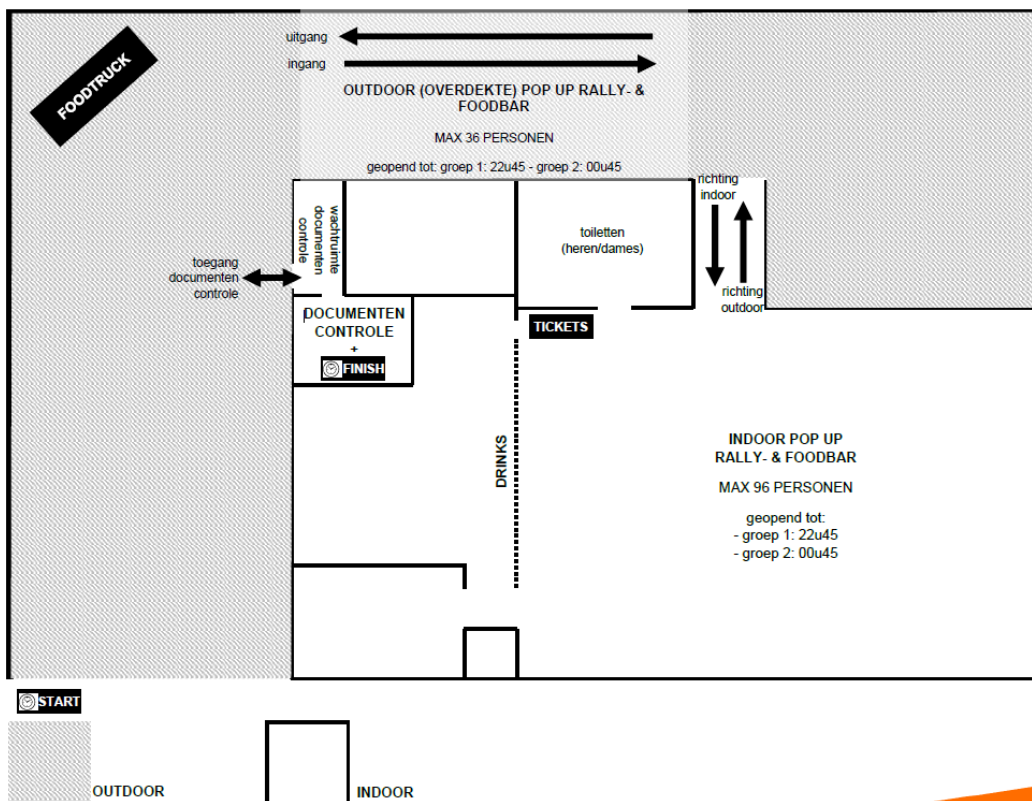 uitgang
ingang
FOODTRUCK
OUTDOOR (OVERDEKTE) POP UP RALLY- &
FOODBAR
MAX 36 PERSONEN
geopend tot: groep 1: 22u45 - groep 2: 00u45
richting
indoor
wachtruimte
documenten
controle
toiletten
(heren/dames)
toegang
documenten
controle
richting
outdoor
DOCUMENTEN
CONTROLE
+
FINISH
TICKETS
DRINKS
INDOOR POP UP
RALLY- & FOODBAR
MAX 96 PERSONEN
geopend tot:
- groep 1: 22u45
- groep 2: 00u45
START
OUTDOOR
INDOOR